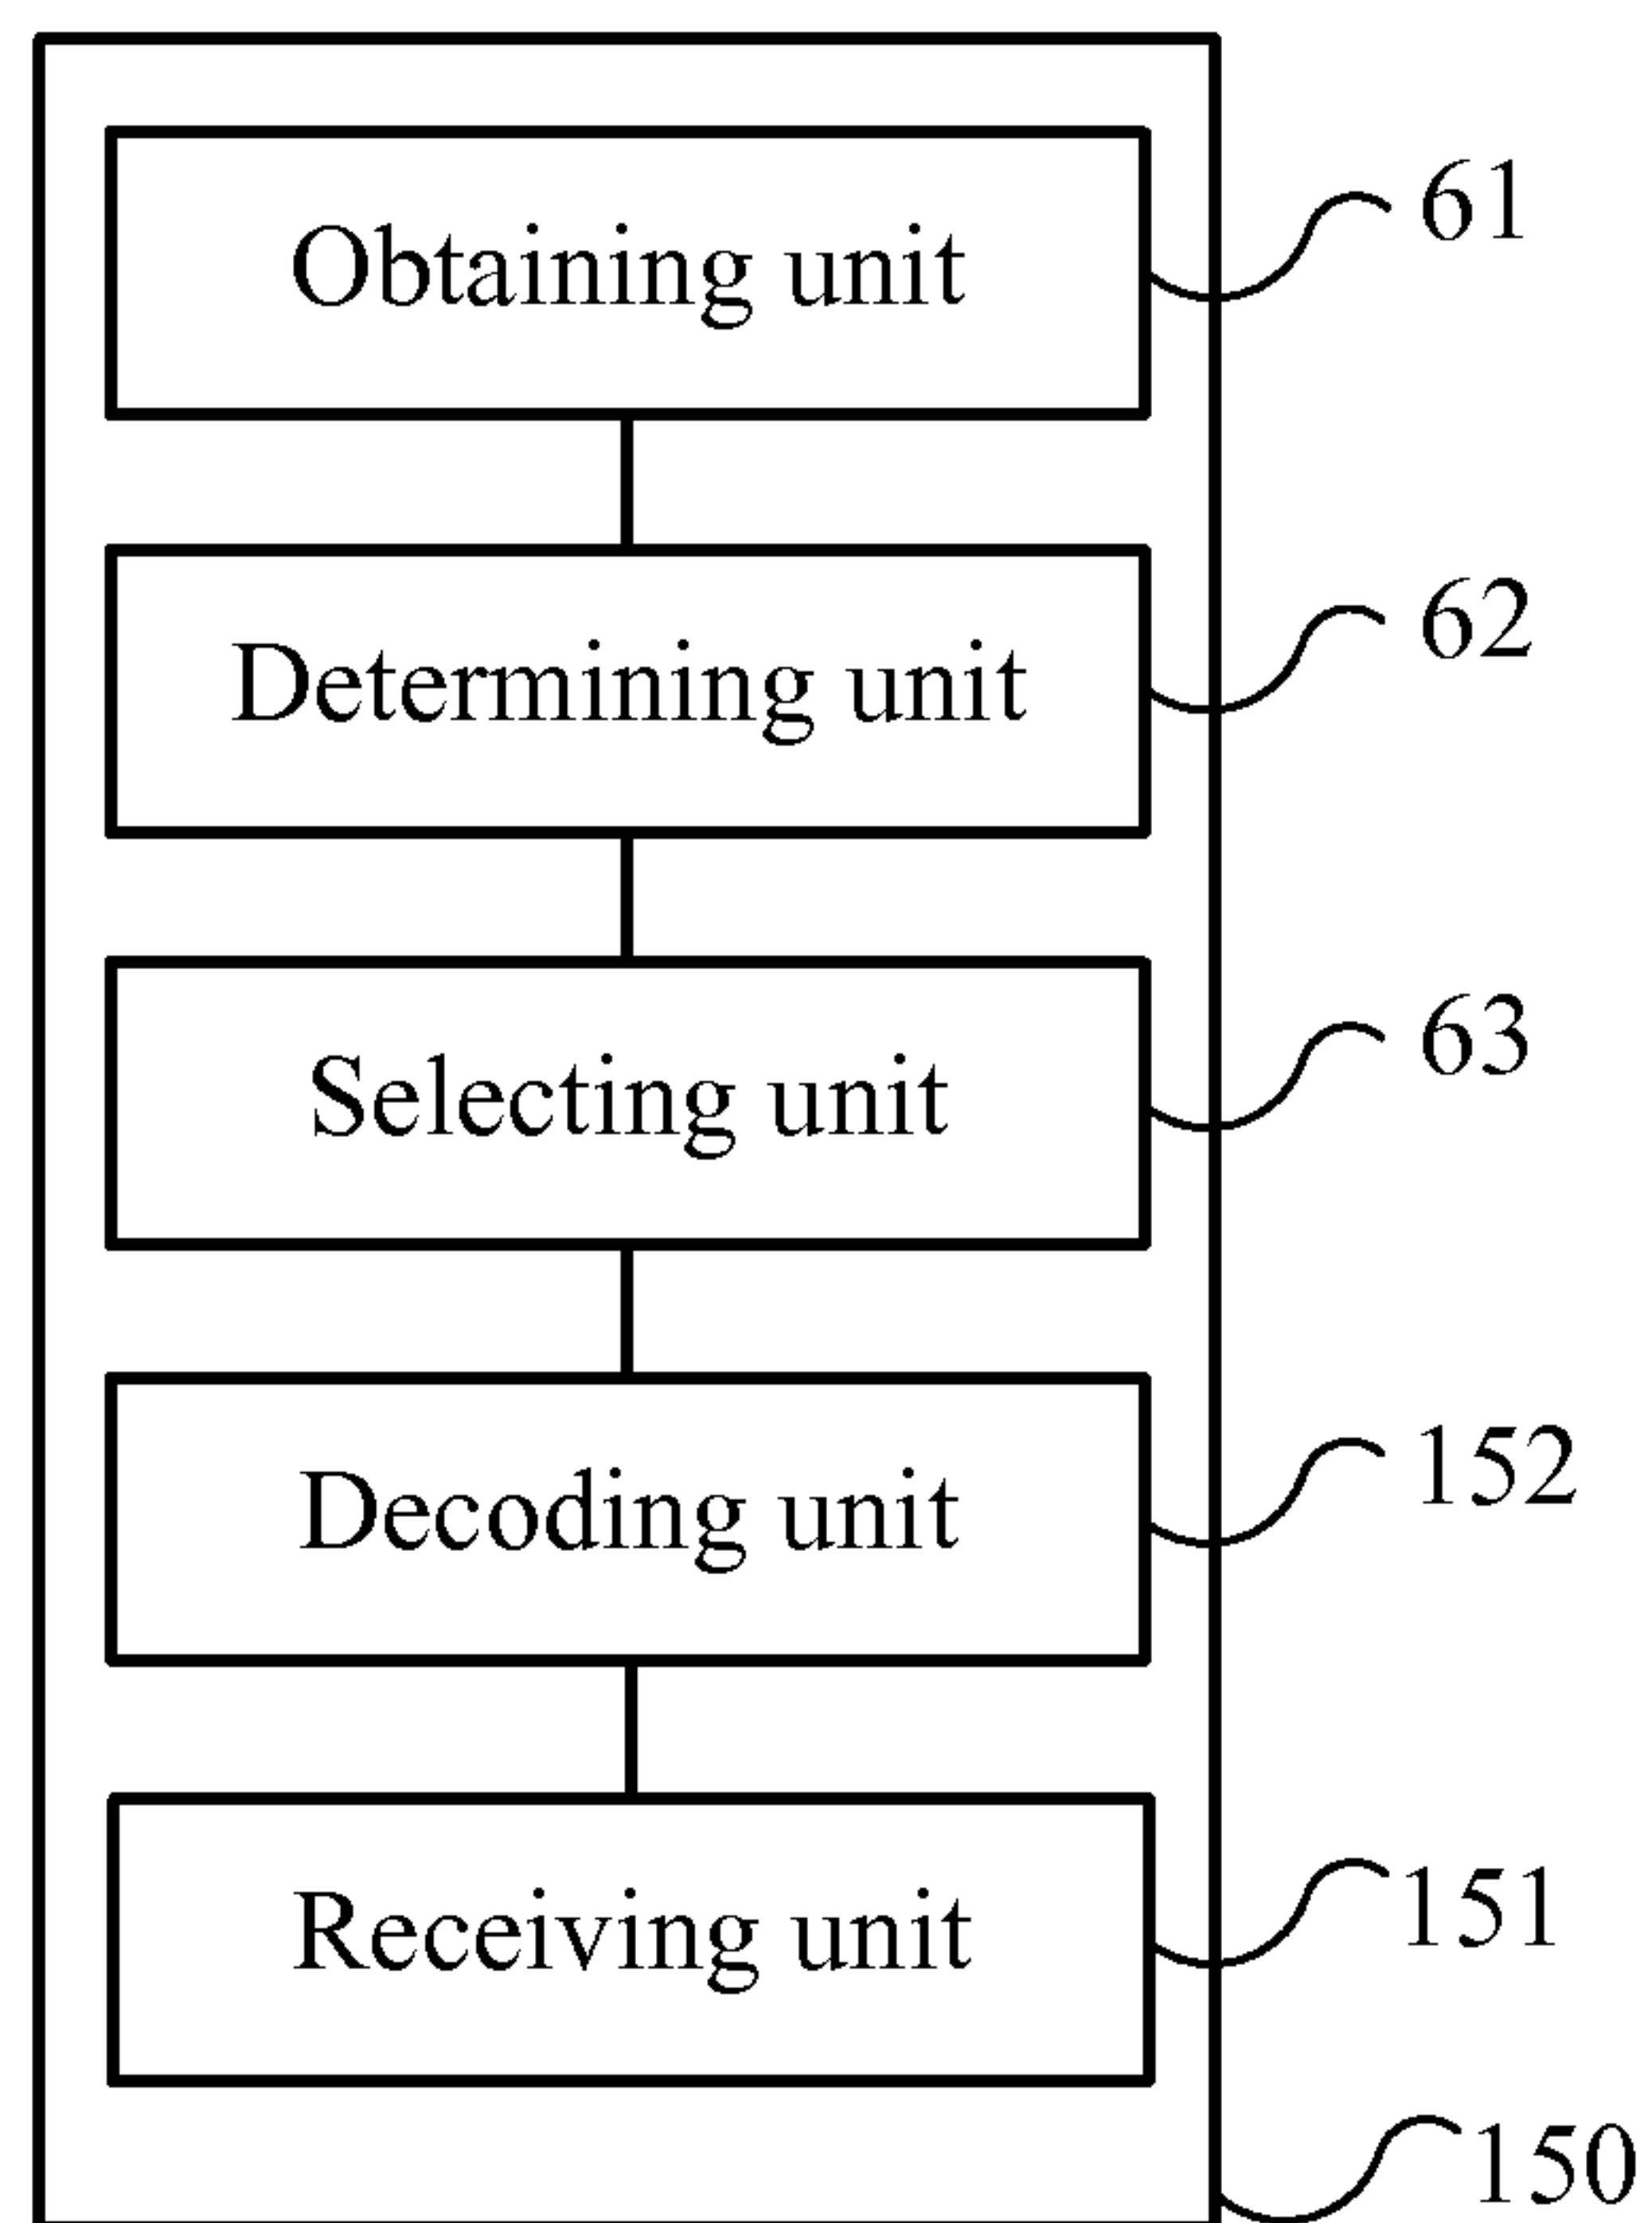 Obtaining unit
61
Determining unit
62
Selecting unit
63
Decoding unit
152
Receiving unit
151
150